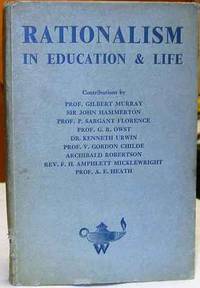 RATIONALISM
IN EDUCATION & LIFE
Contributions by
PROF. GILBERT MURRAY
SIR JOHN HAMMERTON
PROF. P. SARGANT FLORENCE
PROF. G. R. OWST
DR. KENNETH URWIN
PROF. V. GORDON CHILDE
ARCHIBALD ROBERTSON
REV. F. H. AMPHLETT MICKLEWRIGHT
PROF. A. E. HEATH
W